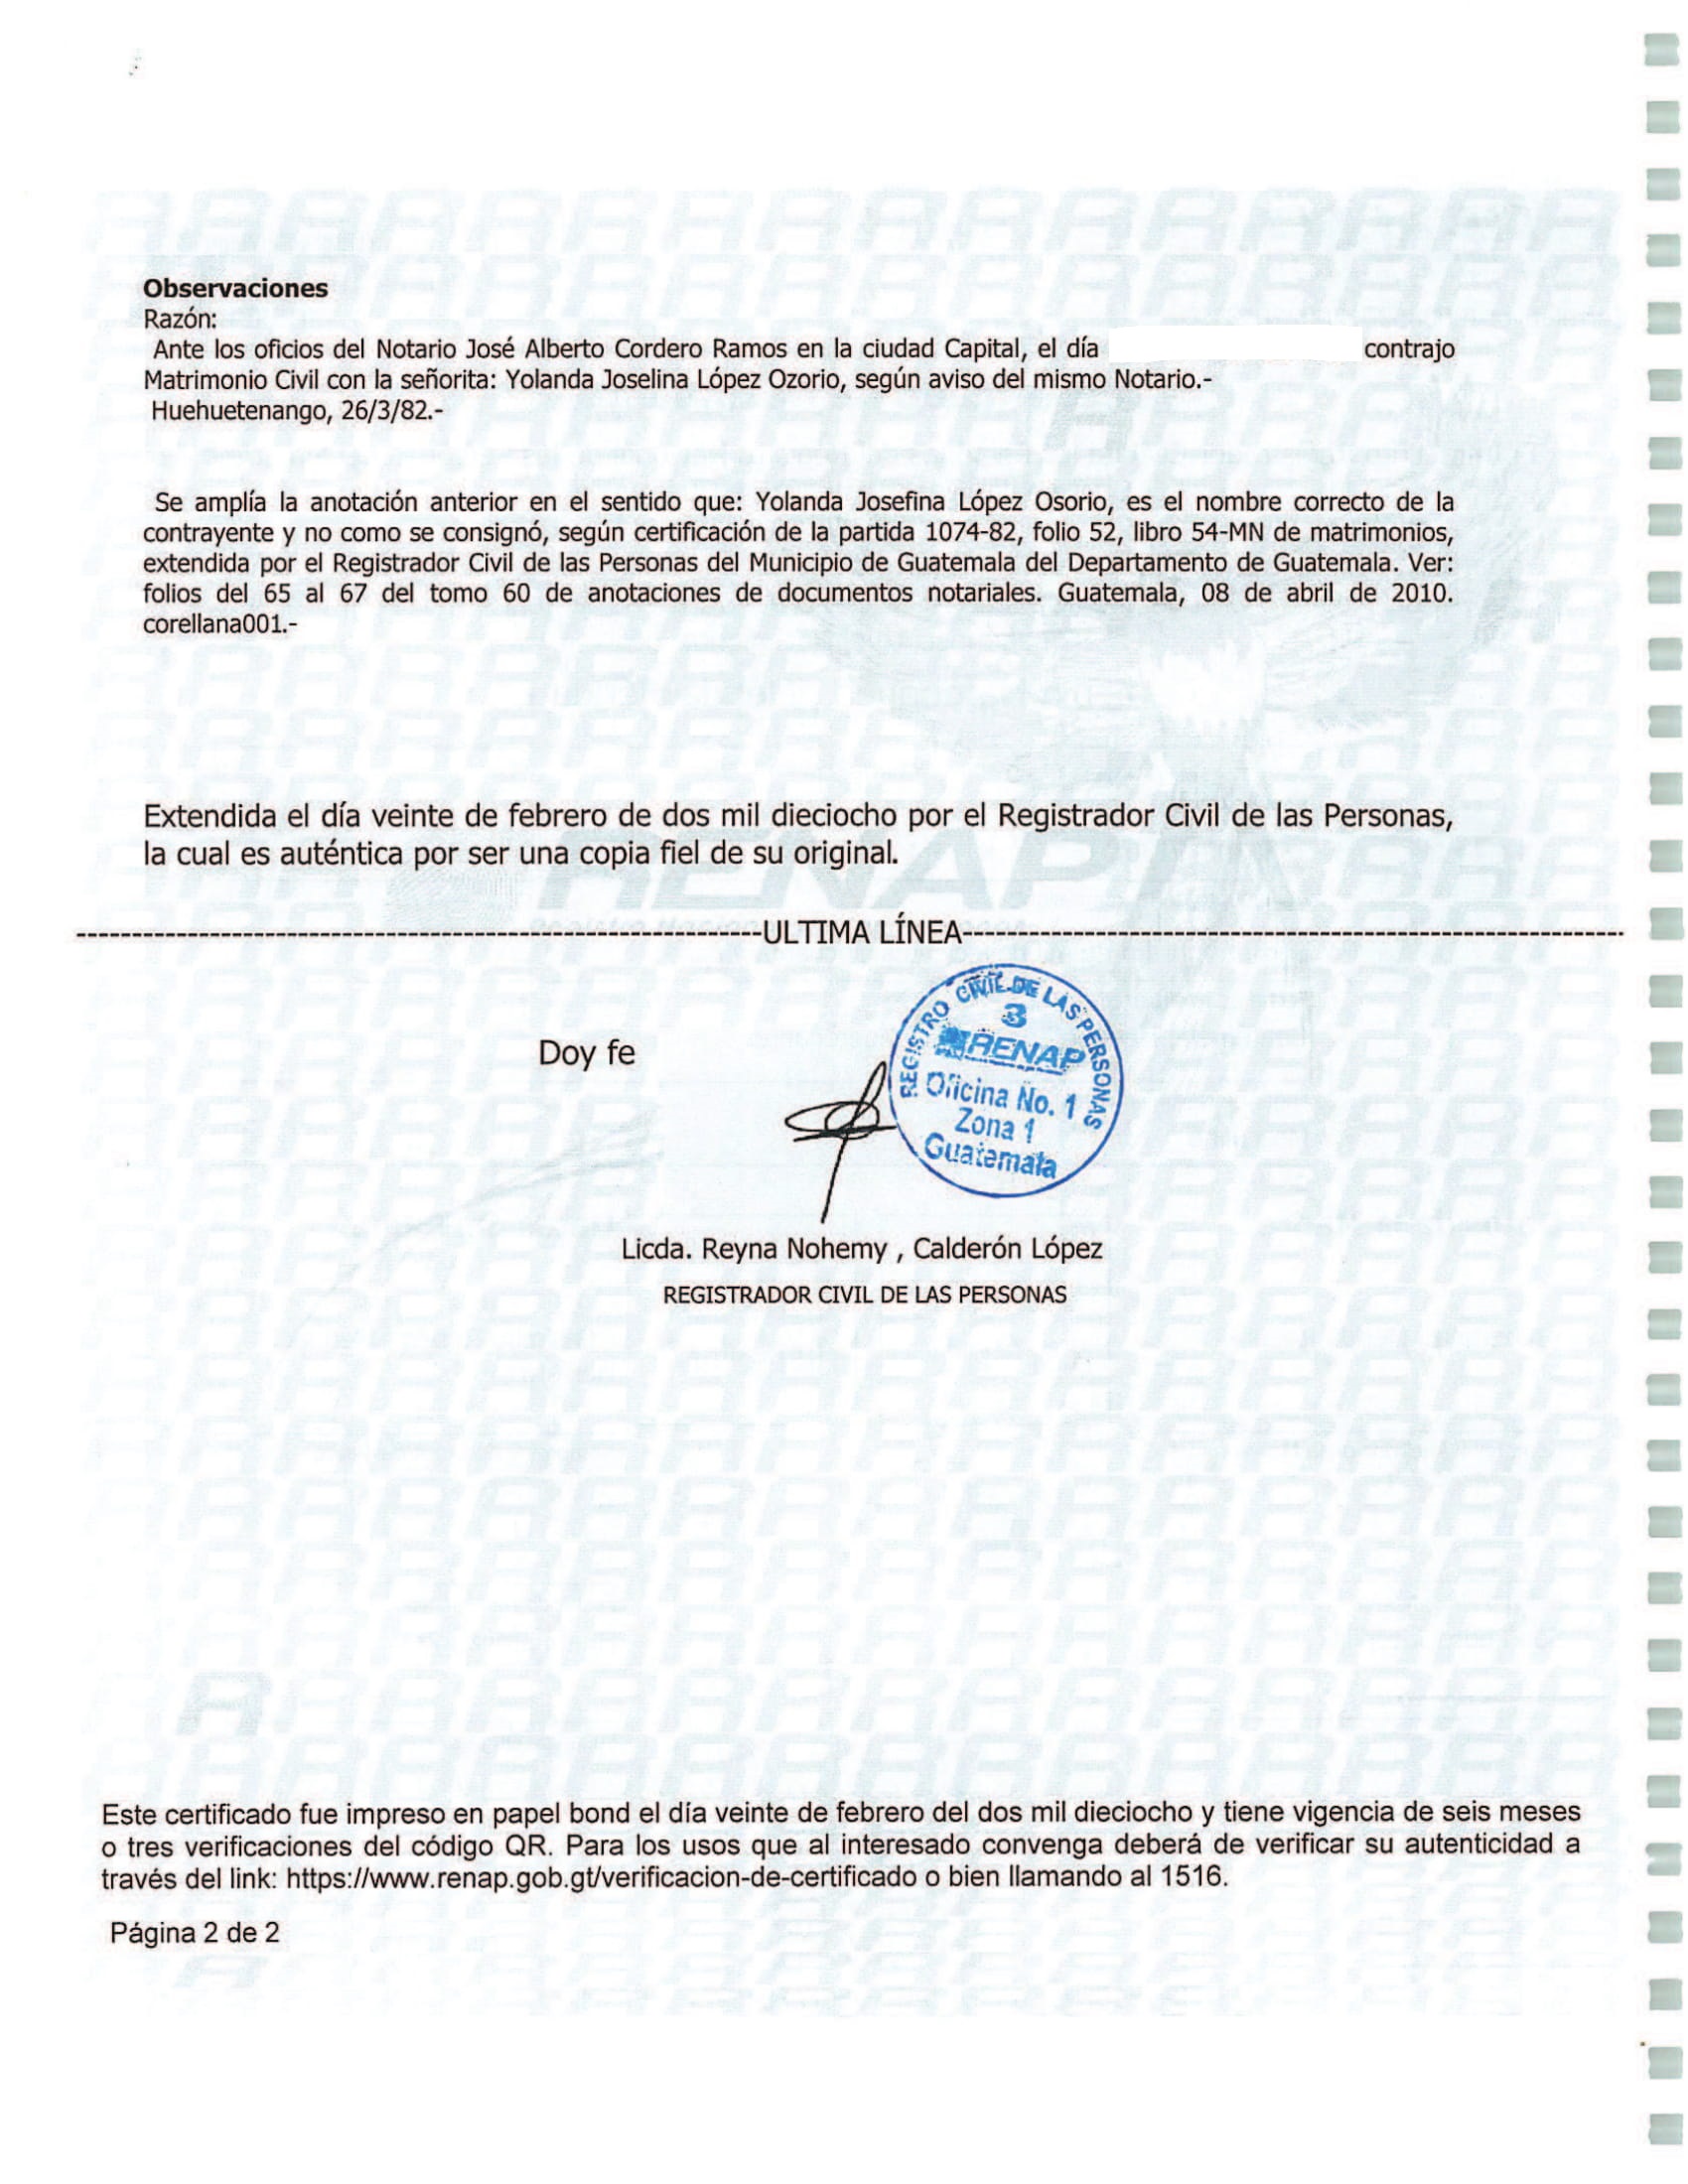 Observaciones
Razón:
Ante los oficios del Notario José Alberto Cordero Ramos en la ciudad Capital, el día contrajo
Matrimonio Civil con la señorita: Yolanda Joselina López Ozorio, según aviso del mismo Notario.-
Huehuetenango, 26/3/82.-
Se amplía la anotación anterior en el sentido que: Yolanda Josefina López Osorio, es el nombre correcto de la
contrayente y no como se consignó, según certificación de la partida 1074-82, folio 52, libro 54-MN de matrimonios,
extendida por el Registrador Civil de las Personas del Municipio de Guatemala del Departamento de Guatemala. Ver:
folios del 65 al 67 del tomo 60 de anotaciones de documentos notariales. Guatemala, 08 de abril de 2010.
corellana001.-
Extendida el día veinte de febrero de dos mil dieciocho por el Registrador Civil de las Personas,
la cual es auténtica por ser una copia fiel de su original.
RENAP
ULTIMA LÍNEA
REGISTRO CIVIL DE LAS PERSONAS
3
RENAP
Oficina No. 1
Zona 1
Guatemala
Doy fe
Licda. Reyna Nohemy , Calderón López
REGISTRADOR CIVIL DE LAS PERSONAS
Este certificado fue impreso en papel bond el día veinte de febrero del dos mil dieciocho y tiene vigencia de seis meses
o tres verificaciones del código QR. Para los usos que al interesado convenga deberá de verificar su autenticidad a
través del link: https://www.renap.gob.gt/verificacion-de-certificado o bien llamando al 1516.
Página 2 de 2